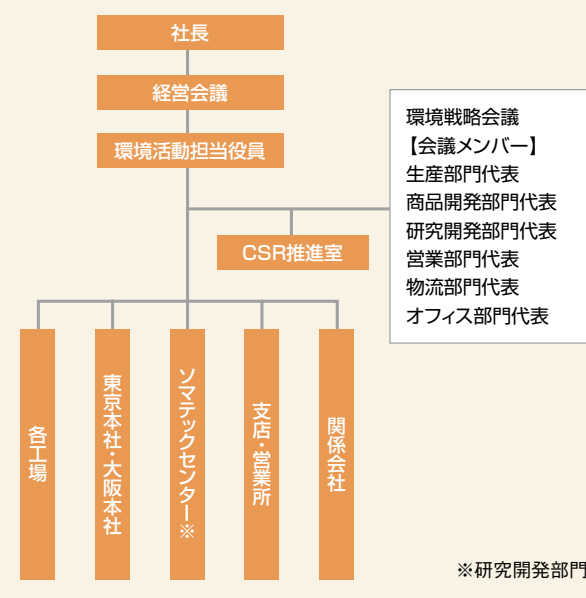 社長
経営会議
環境活動担当役員
環境戦略会議
【会議メンバー】
生産部門代表
商品開発部門代表
研究開発部門代表
営業部門代表
物流部門代表
オフィス部門代表
CSR推進室
各工場
東京本社・大阪本社
ソマテックセンター※
支店・営業所
関係会社
※研究開発部門